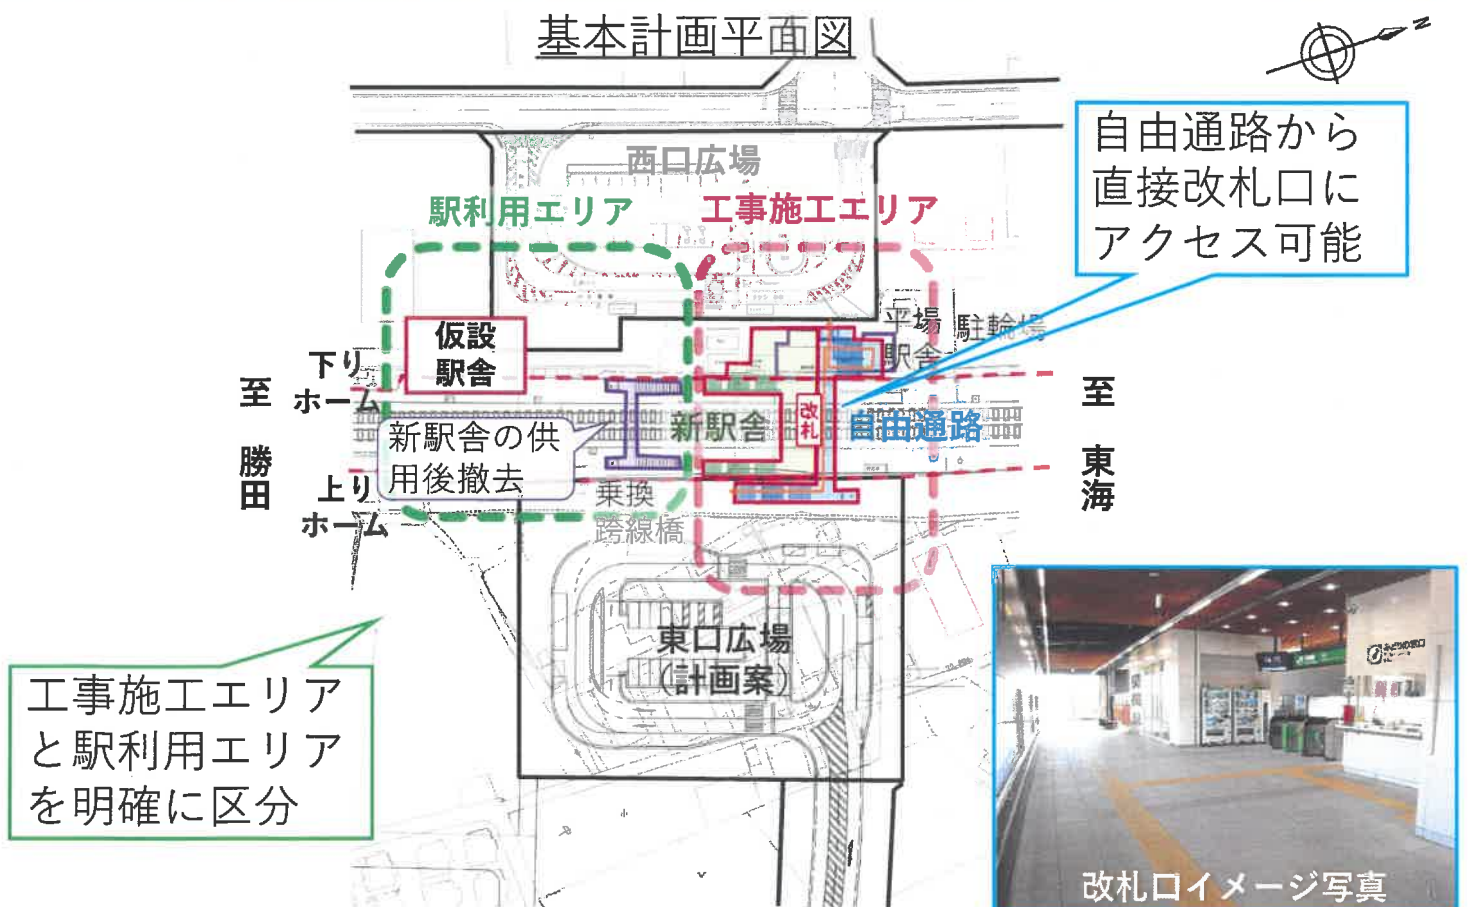 基本計画平面図
N
自由通路から
直接改札口に
アクセス可能
西口広場
駅利用エリア
工事施工エリア
仮設
駅舎
平場
駅舎
駐輪場
下り
ホーム
至 勝田
新駅舎
改札
自由通路
至 東海
新駅舎の供
用後撤去
上り
ホーム
乗換
跨線橋
東口広場
(計画案)
工事施工エリア
と駅利用エリア
を明確に区分
みどりの窓口
改札口イメージ写真